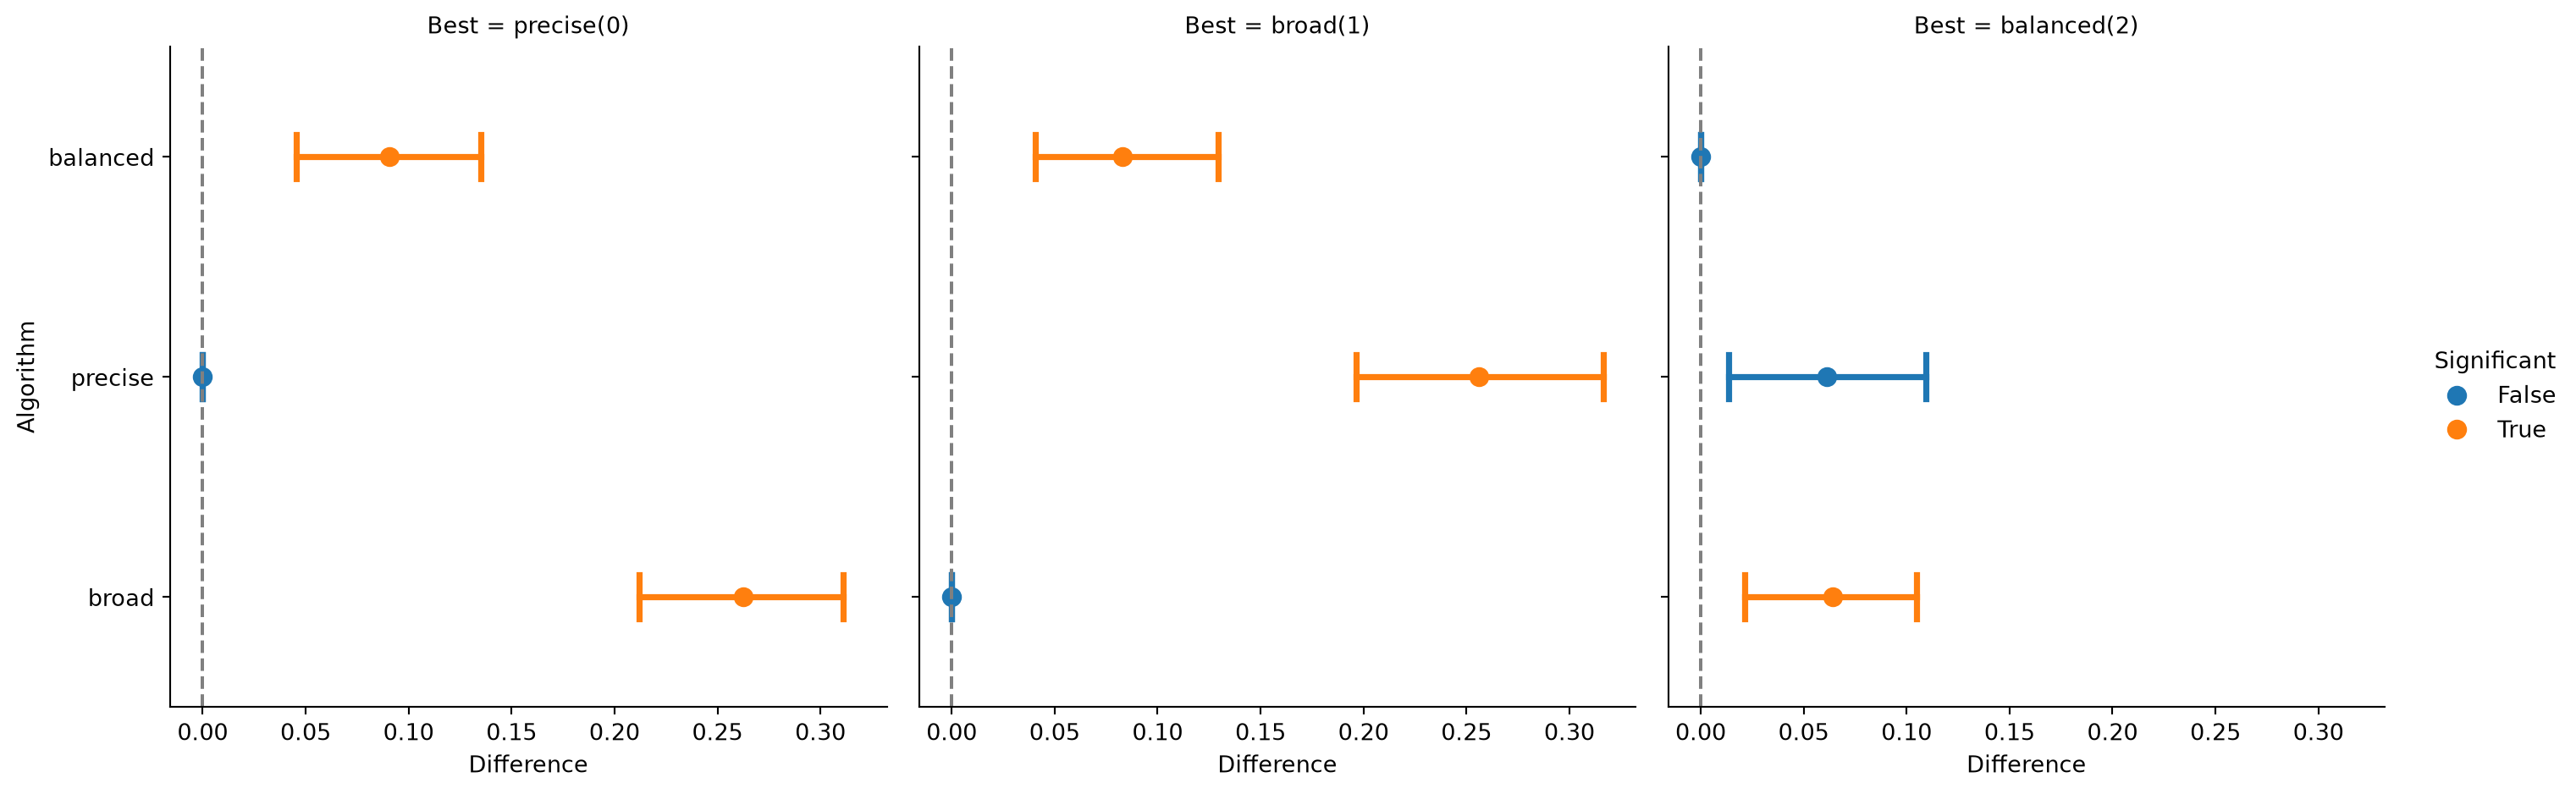 Best = precise(0)
Best = broad(1)
Best = balanced(2)
Algorithm
balanced
precise
broad
0.00 0.05 0.10 0.15 0.20 0.25 0.30
Difference
0.00 0.05 0.10 0.15 0.20 0.25 0.30
Difference
0.00 0.05 0.10 0.15 0.20 0.25 0.30
Difference
Significant
False
True